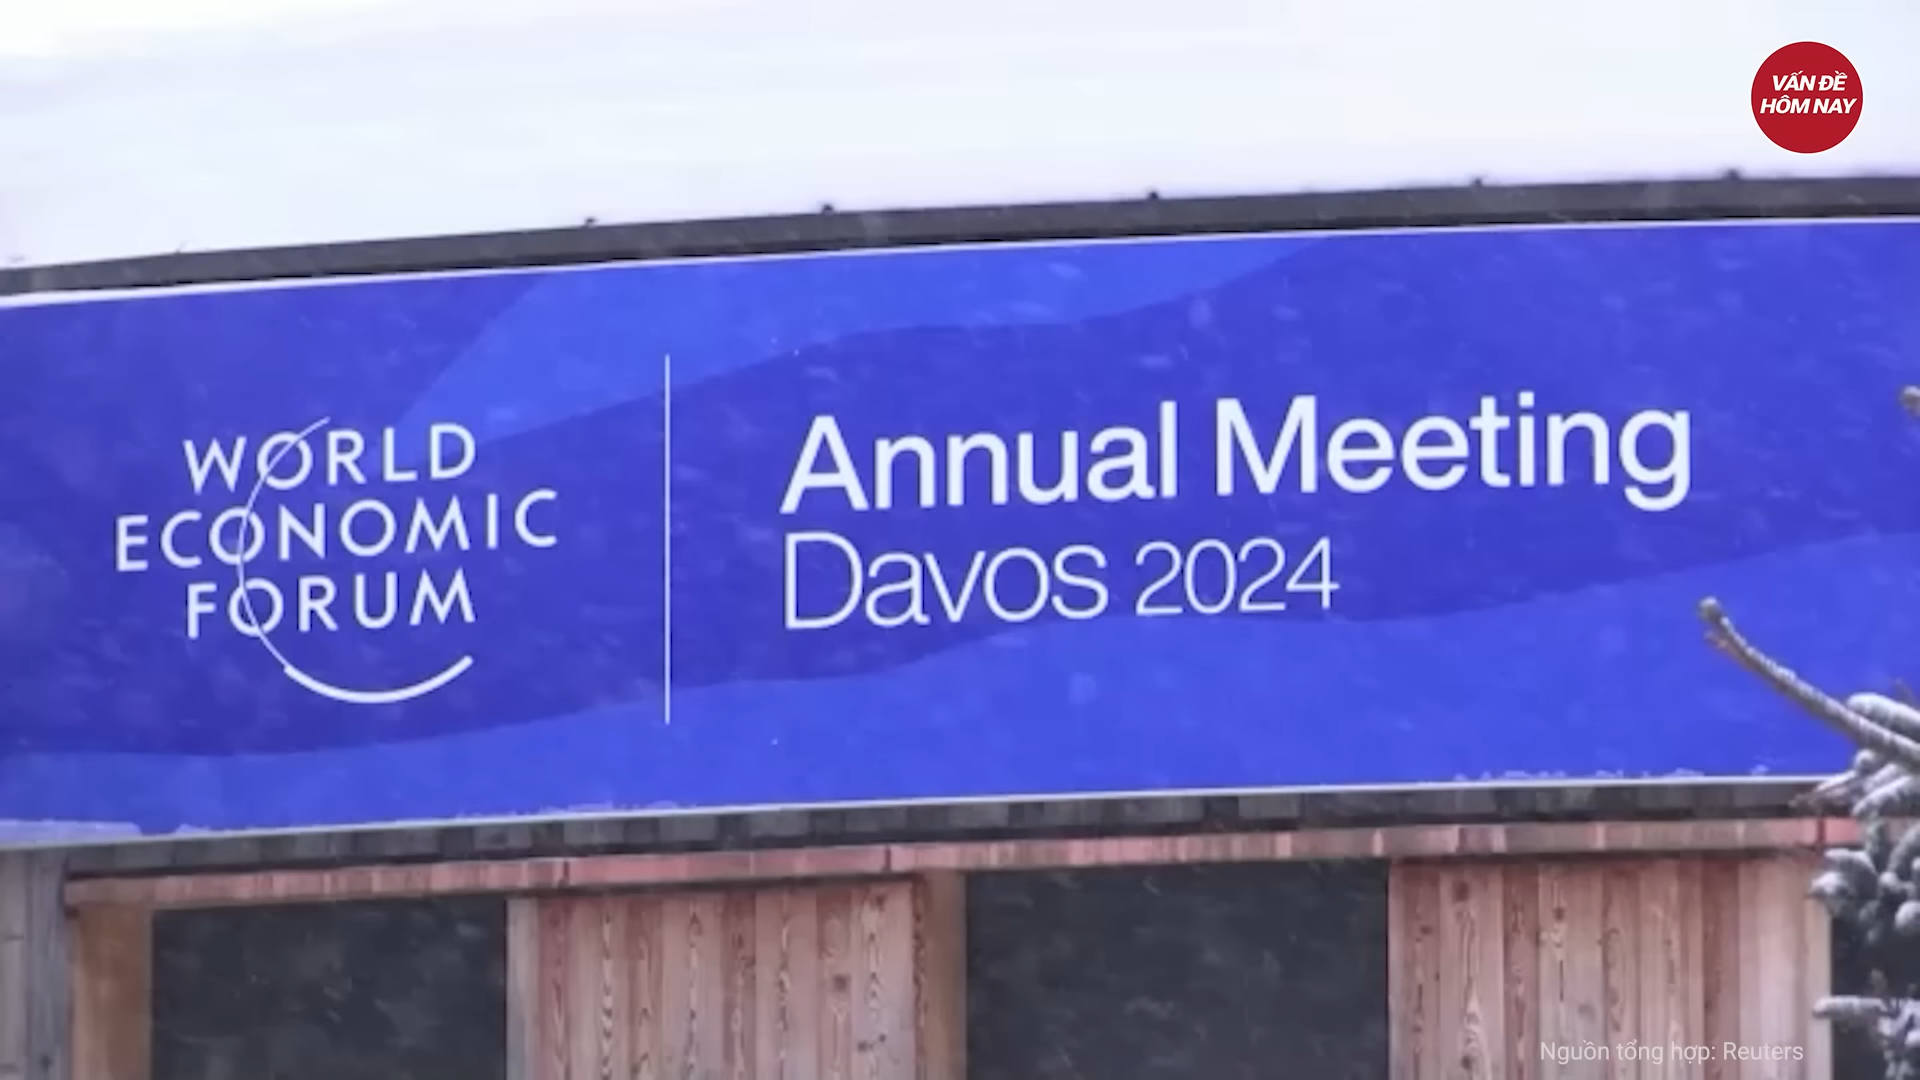 VẤN ĐỀ
HÔM NAY
WORLD
ECONOMIC
FORUM
Annual Meeting
Davos 2024
Nguồn tổng hợp: Reuters